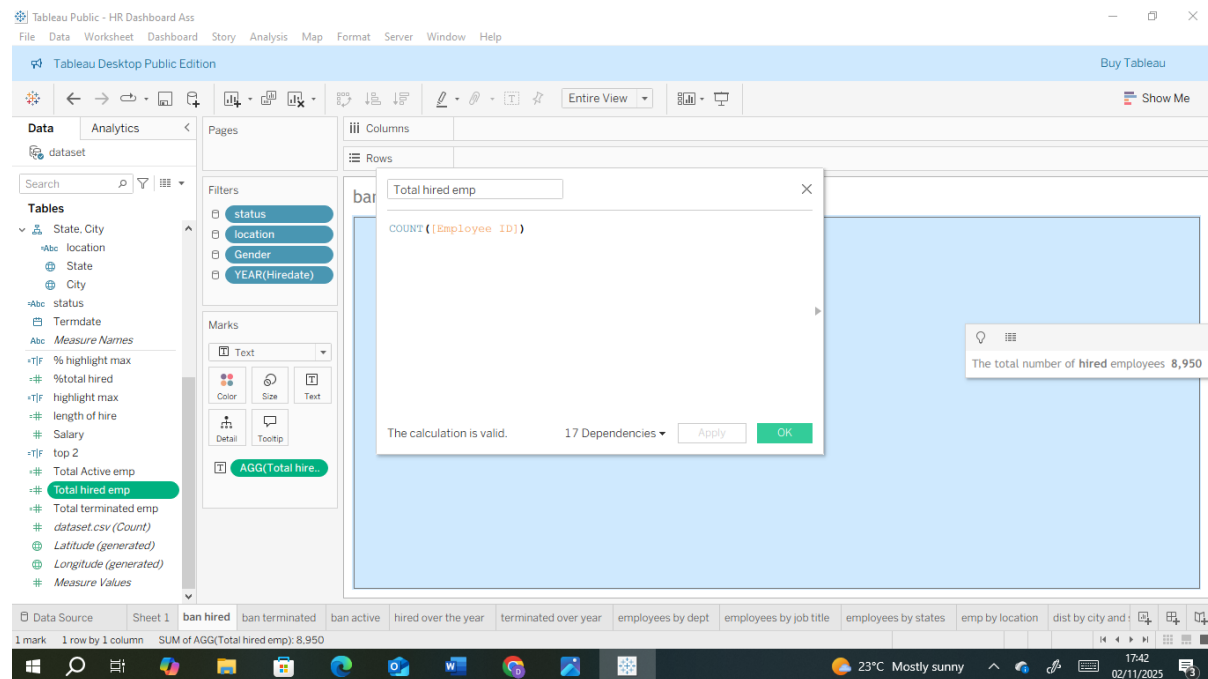 Tableau Public - HR Dashboard Ass
File Data Worksheet Dashboard Story Analysis Map Format Server Window Help
Tableau Desktop Public Edition
Buy Tableau
Entire View
Show Me
Data Analytics
dataset
Search
Tables
State, City
Abc location
State
City
Abc status
Termdate
Abc Measure Names
T|F % highlight max
# %total hired
T|F highlight max
# length of hire
# Salary
T|F top 2
# Total Active emp
# Total hired emp
# Total terminated emp
# dataset.csv (Count)
Latitude (generated)
Longitude (generated)
# Measure Values
Pages
Filters
status
location
Gender
YEAR(Hiredate)
Marks
Text
Color Size Text
Detail Tooltip
AGG(Total hire..
Columns
Rows
ban
Total hired emp
COUNT([Employee ID])
The calculation is valid.
17 Dependencies
Apply
OK
The total number of hired employees 8,950
Data Source Sheet 1 ban hired ban terminated ban active hired over the year terminated over year employees by dept employees by job title employees by states emp by location dist by city and
1 mark 1 row by 1 column SUM of AGG(Total hired emp): 8,950
23°C Mostly sunny
17:42
02/11/2025
3